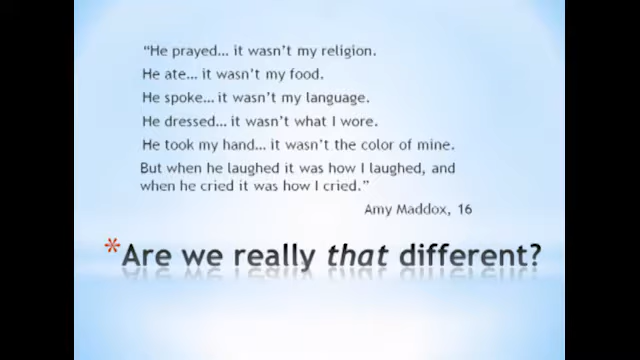 “He prayed... it wasn’t my religion.
He ate... it wasn’t my food.
He spoke... it wasn’t my language.
He dressed... it wasn’t what I wore.
He took my hand... it wasn’t the color of mine.
But when he laughed it was how I laughed, and
when he cried it was how I cried.”
Amy Maddox, 16
*Are we really that different?